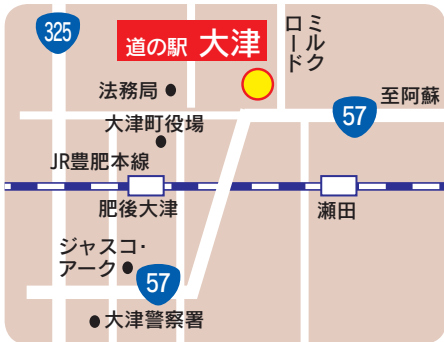 325
道の駅 大津
ミルク
ロード
法務局
至阿蘇
57
大津町役場
JR豊肥本線
肥後大津
瀬田
ジャスコ・
アーク
57
大津警察署